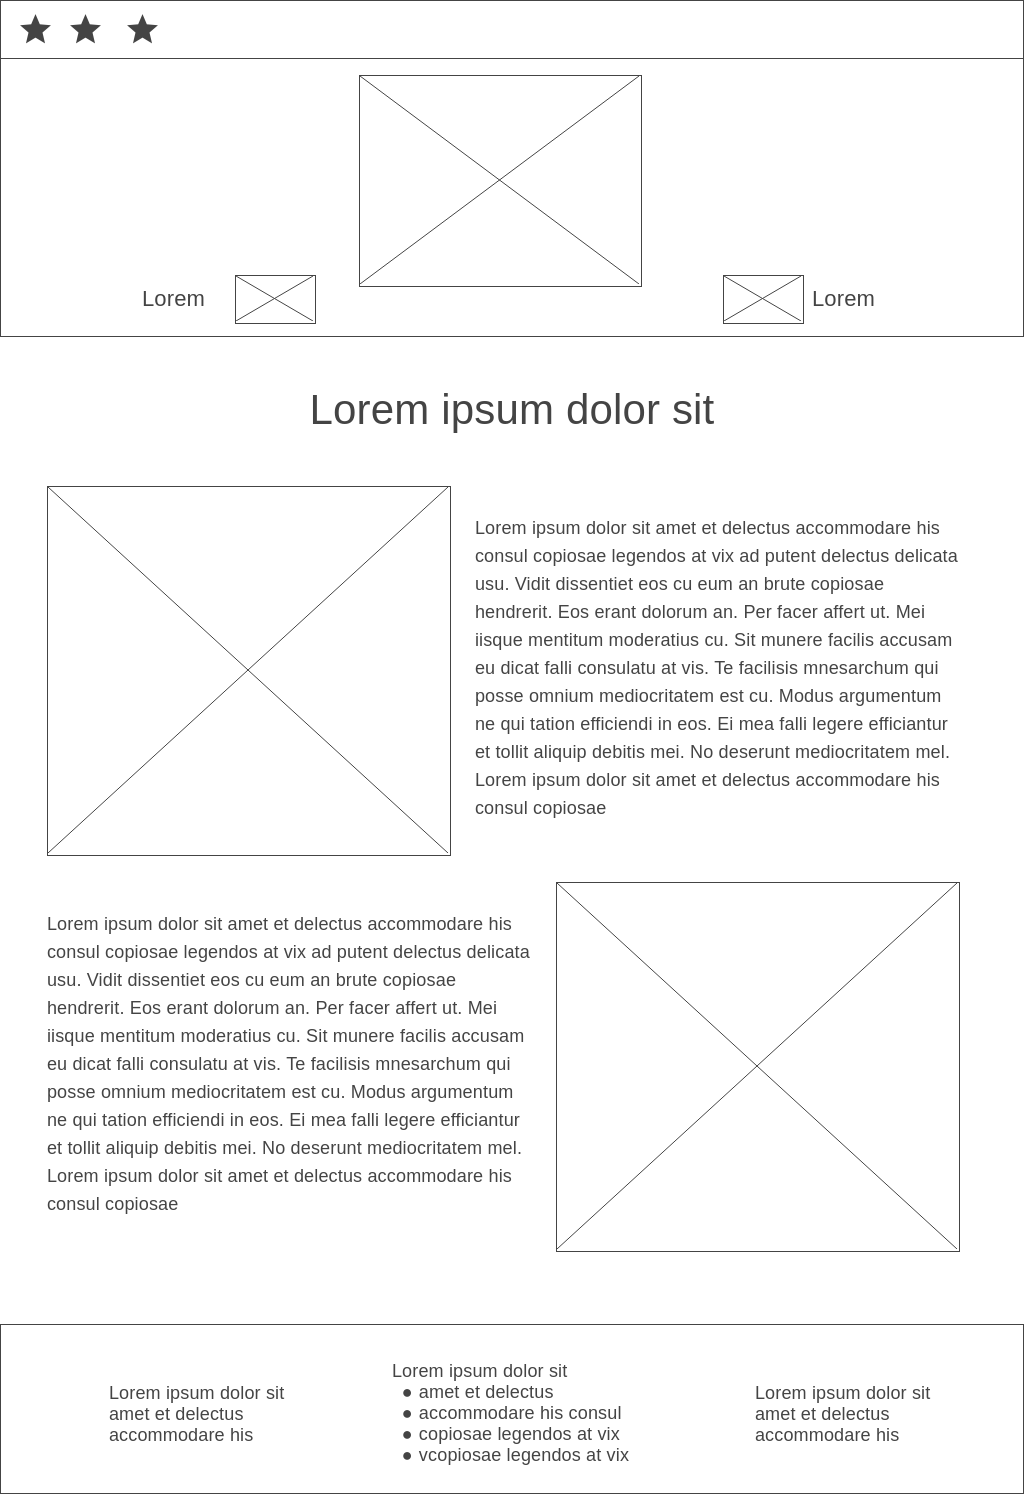 Lorem
Lorem
Lorem ipsum dolor sit
Lorem ipsum dolor sit amet et delectus accommodare his
consul copiosae legendos at vix ad putent delectus delicata
usu. Vidit dissentiet eos cu eum an brute copiosae
hendrerit. Eos erant dolorum an. Per facer affert ut. Mei
iisque mentitum moderatius cu. Sit munere facilis accusam
eu dicat falli consulatu at vis. Te facilisis mnesarchum qui
posse omnium mediocritatem est cu. Modus argumentum
ne qui tation efficiendi in eos. Ei mea falli legere efficiantur
et tollit aliquip debitis mei. No deserunt mediocritatem mel.
Lorem ipsum dolor sit amet et delectus accommodare his
consul copiosae
Lorem ipsum dolor sit amet et delectus accommodare his
consul copiosae legendos at vix ad putent delectus delicata
usu. Vidit dissentiet eos cu eum an brute copiosae
hendrerit. Eos erant dolorum an. Per facer affert ut. Mei
iisque mentitum moderatius cu. Sit munere facilis accusam
eu dicat falli consulatu at vis. Te facilisis mnesarchum qui
posse omnium mediocritatem est cu. Modus argumentum
ne qui tation efficiendi in eos. Ei mea falli legere efficiantur
et tollit aliquip debitis mei. No deserunt mediocritatem mel.
Lorem ipsum dolor sit amet et delectus accommodare his
consul copiosae
Lorem ipsum dolor sit
amet et delectus
accommodare his
Lorem ipsum dolor sit
● amet et delectus
● accommodare his consul
● copiosae legendos at vix
● vcopiosae legendos at vix
Lorem ipsum dolor sit
amet et delectus
accommodare his